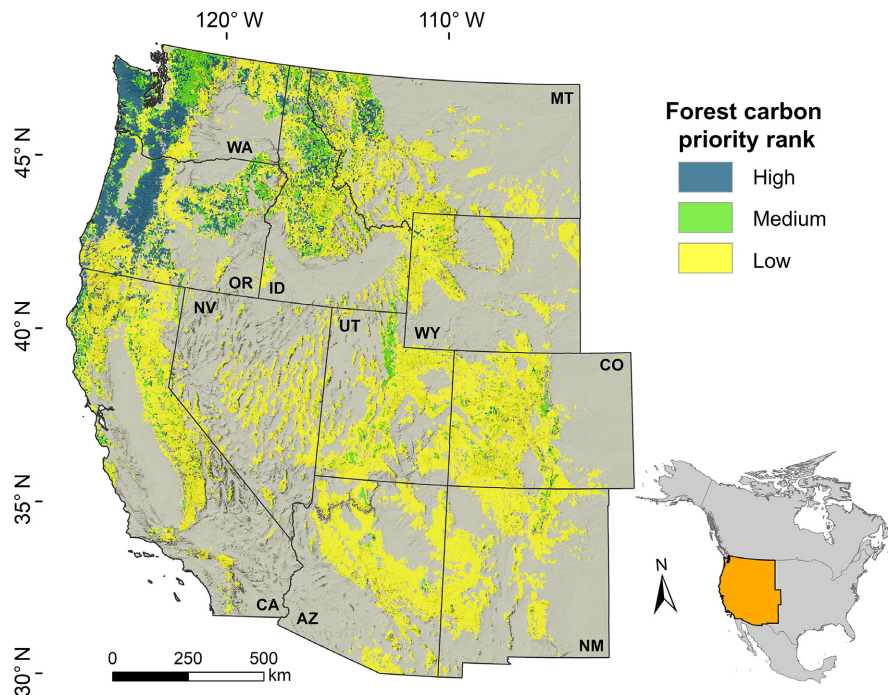 120° W
110° W
45° N
40° N
35° N
30° N
MT
WA
OR
ID
NV
UT
WY
CO
CA
AZ
NM
Forest carbon
priority rank
High
Medium
Low
N
0
250
500
km